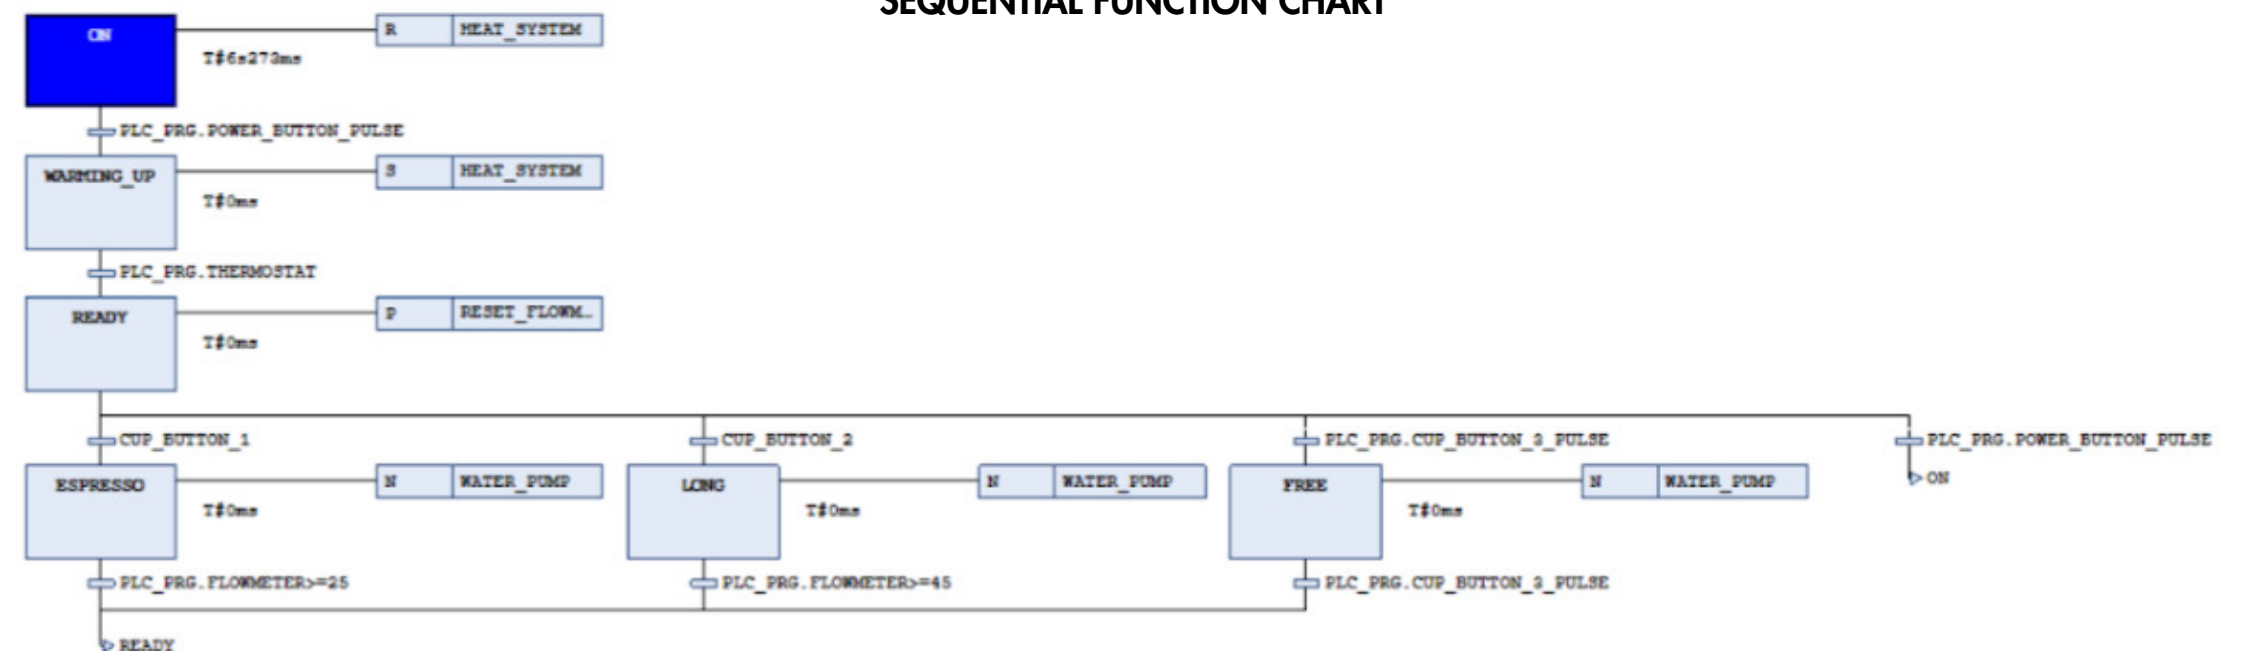 SEQUENTIAL FUNCTION CHART
ON
R HEAT_SYSTEM
T#6s273ms
PLC_PRG.POWER_BUTTON_PULSE
WARMING_UP
S HEAT_SYSTEM
T#0ms
PLC_PRG.THERMOSTAT
READY
P RESET_FLOWM...
T#0ms
CUP_BUTTON_1 CUP_BUTTON_2 PLC_PRG.CUP_BUTTON_3_PULSE PLC_PRG.POWER_BUTTON_PULSE
ESPRESSO N WATER_PUMP LONG N WATER_PUMP FREE N WATER_PUMP ON
T#0ms T#0ms T#0ms
PLC_PRG.FLOWMETER>=25 PLC_PRG.FLOWMETER>=45 PLC_PRG.CUP_BUTTON_3_PULSE
READY